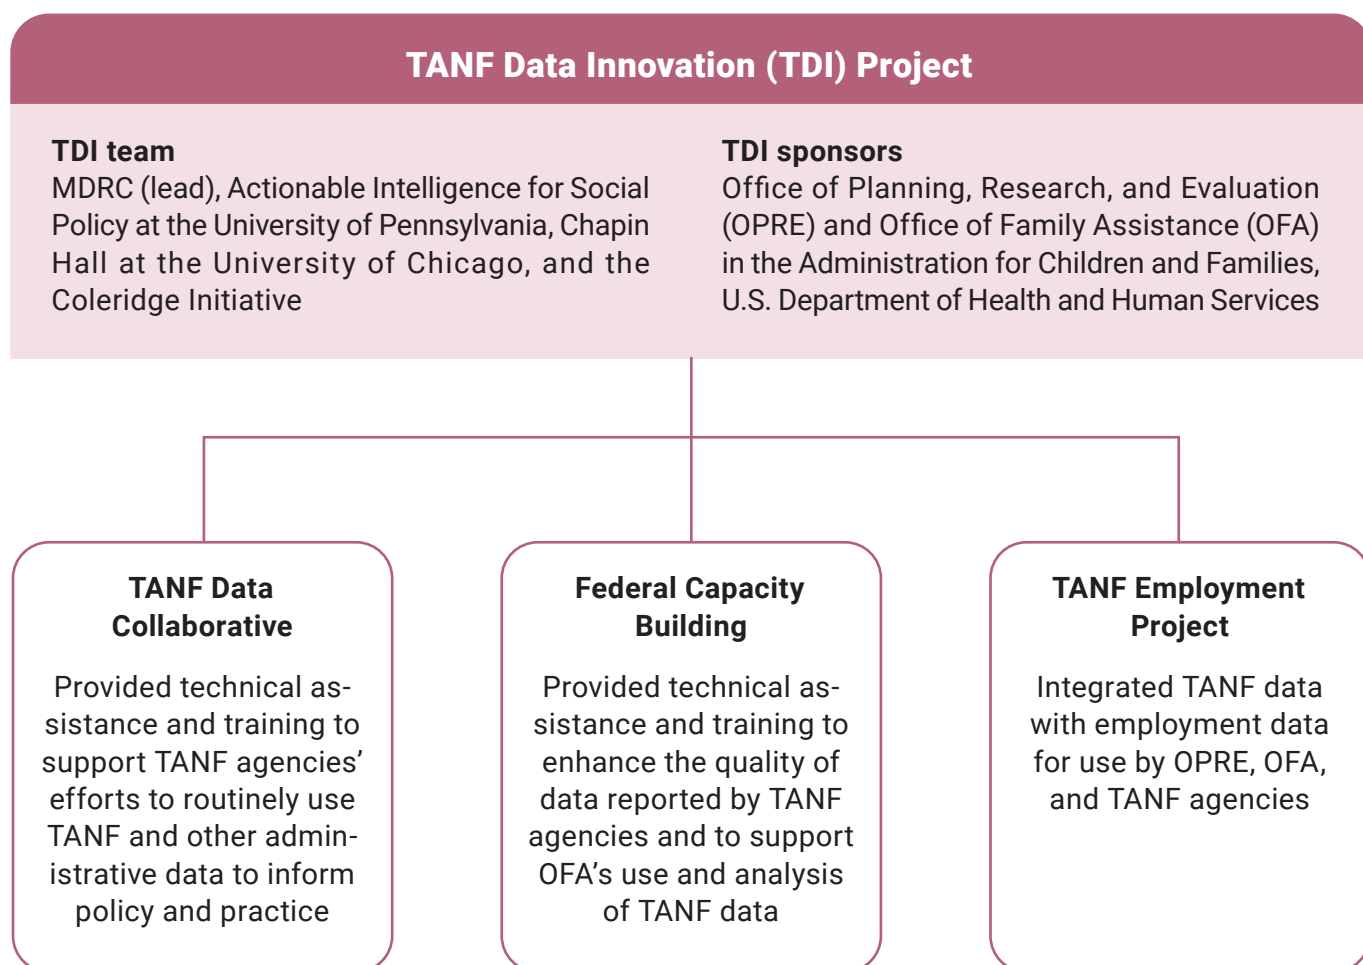 TANF Data Innovation (TDI) Project
TDI team
MDRC (lead), Actionable Intelligence for Social
Policy at the University of Pennsylvania, Chapin
Hall at the University of Chicago, and the
Coleridge Initiative
TDI sponsors
Office of Planning, Research, and Evaluation
(OPRE) and Office of Family Assistance (OFA)
in the Administration for Children and Families,
U.S. Department of Health and Human Services
TANF Data
Collaborative
Provided technical as-
sistance and training to
support TANF agencies’
efforts to routinely use
TANF and other admin-
istrative data to inform
policy and practice
Federal Capacity
Building
Provided technical as-
sistance and training to
enhance the quality of
data reported by TANF
agencies and to support
OFA’s use and analysis
of TANF data
TANF Employment
Project
Integrated TANF data
with employment data
for use by OPRE, OFA,
and TANF agencies